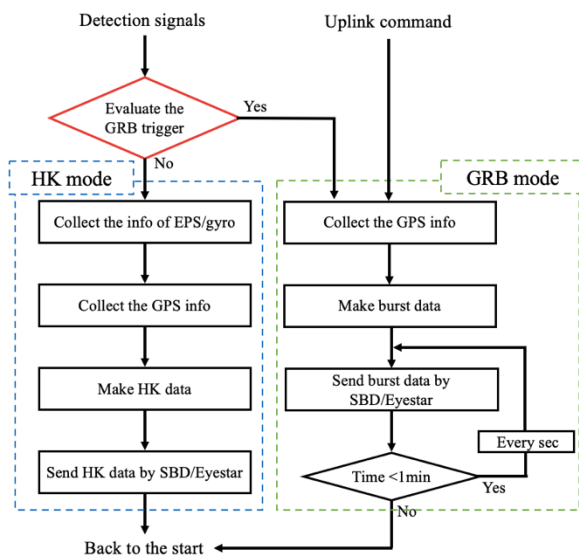 Detection signals
Uplink command
Evaluate the
GRB trigger
Yes
No
HK mode
GRB mode
Collect the info of EPS/gyro
Collect the GPS info
Collect the GPS info
Make burst data
Make HK data
Send burst data by
SBD/Eyestar
Every sec
Send HK data by SBD/Eyestar
Time <1min
Yes
No
Back to the start